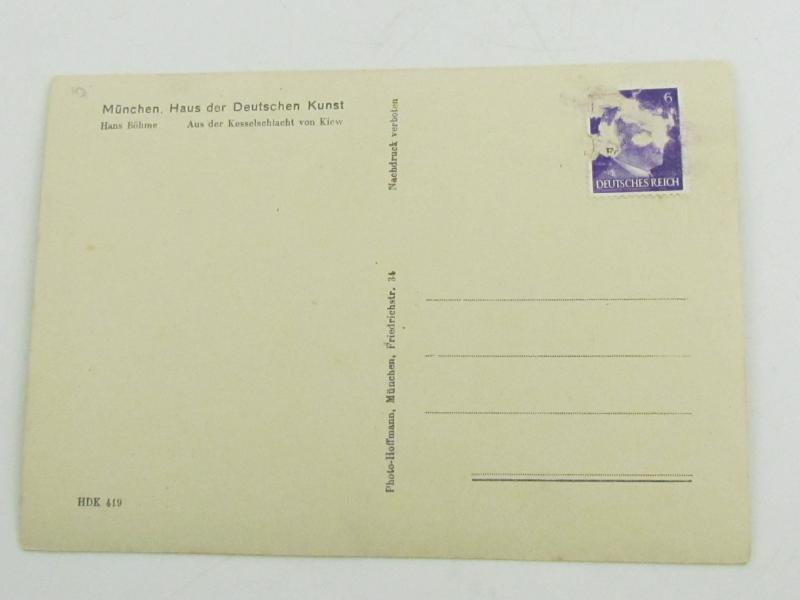 München, Haus der Deutschen Kunst
Hans Böhme Aus der Kesselschlacht von Kiew
Nachdruck verboten
Photo-Hoffmann, München, Friedrichstr. 34
6
DEUTSCHES REICH
HDK 419